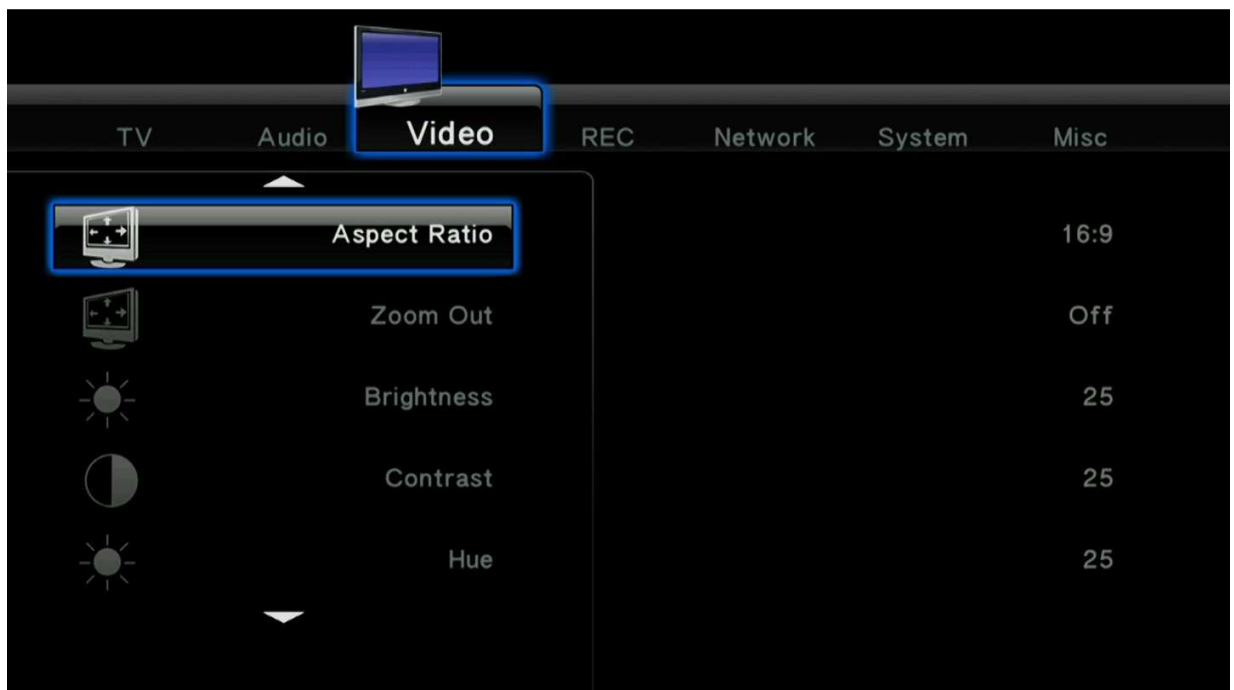 TV Audio Video REC Network System Misc
Aspect Ratio 16:9
Zoom Out Off
Brightness 25
Contrast 25
Hue 25